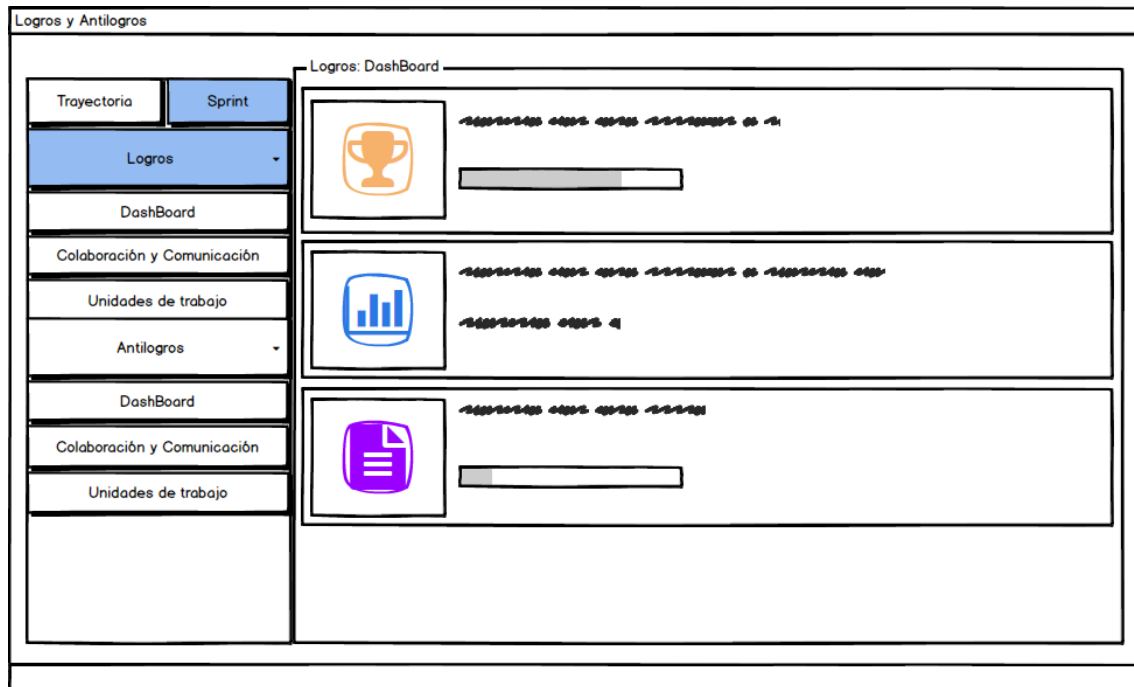 Logros y Antilogros
Trayectoria
Sprint
Logros
DashBoard
Colaboración y Comunicación
Unidades de trabajo
Antilogros
DashBoard
Colaboración y Comunicación
Unidades de trabajo
Logros: DashBoard